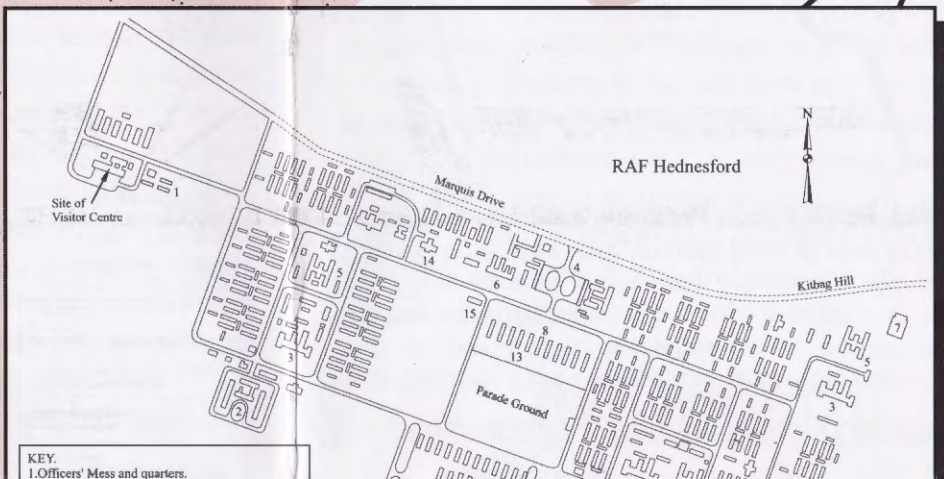 RAF Hednesford
N
Marquis Drive
Kitbag Hill
Site of
Visitor Centre
1
14
6
4
5
15
8
13
3
2
7
5
3
Parade Ground
KEY.
1.Officers' Mess and quarters.